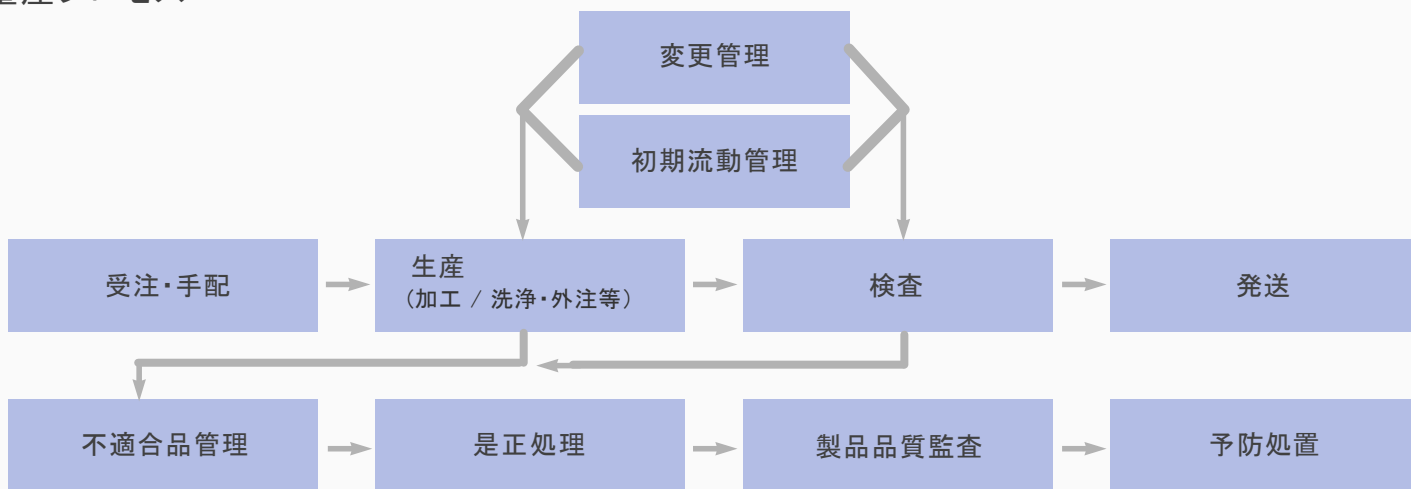 変更管理
初期流動管理
受注・手配
生産
(加工 / 洗浄・外注等)
検査
発送
不適合品管理
是正処理
製品品質監査
予防処置